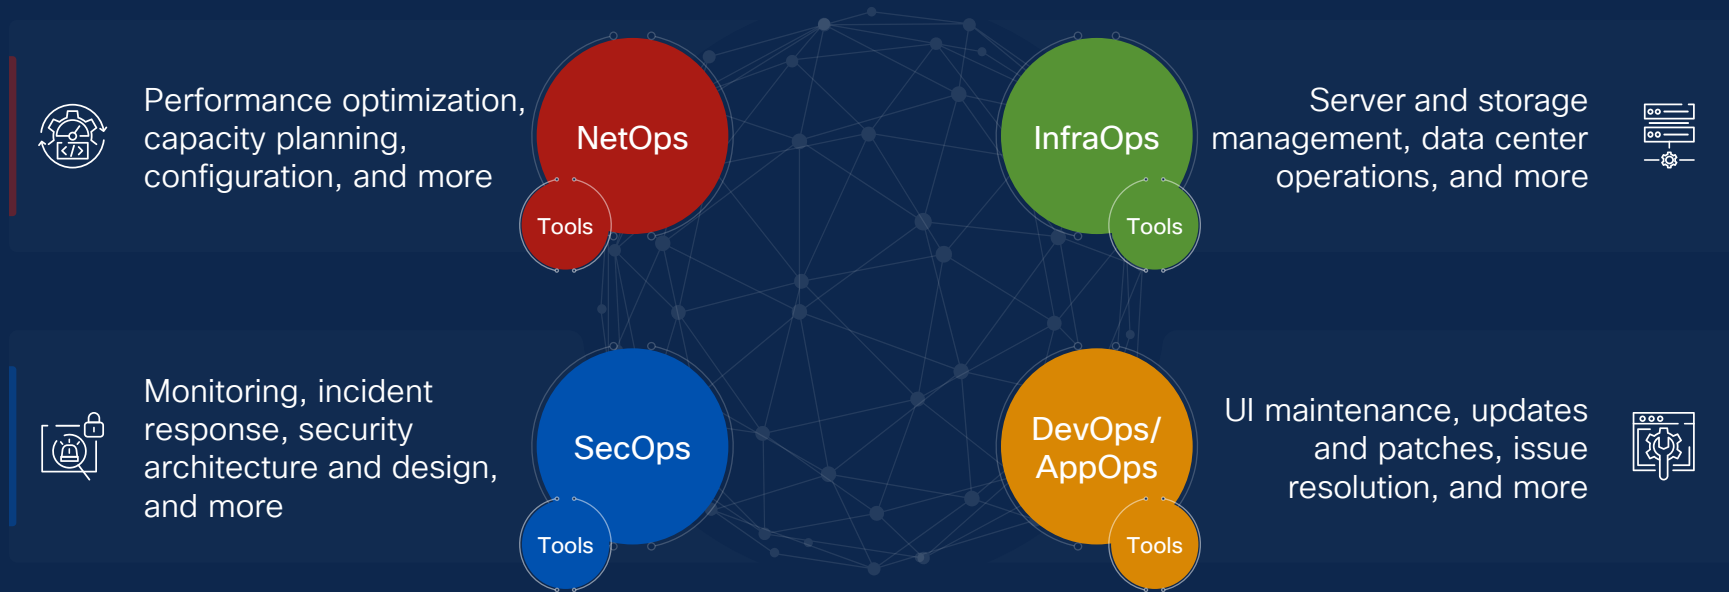 Performance optimization,
capacity planning,
configuration, and more
NetOps
Tools
InfraOps
Tools
Server and storage
management, data center
operations, and more
Monitoring, incident
response, security
architecture and design,
and more
SecOps
Tools
DevOps/
AppOps
Tools
UI maintenance, updates
and patches, issue
resolution, and more